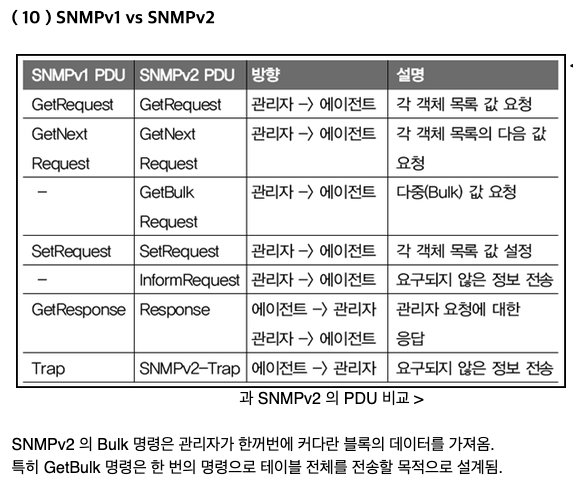 ( 10 ) SNMPv1 vs SNMPv2
SNMPv1 PDU SNMPv2 PDU 방향 설명
GetRequest GetRequest 관리자 -> 에이전트 각 객체 목록 값 요청
GetNext GetNext 관리자 -> 에이전트 각 객체 목록의 다음 값
Request Request 요청
- GetBulk 관리자 -> 에이전트 다중(Bulk) 값 요청
Request
SetRequest SetRequest 관리자 -> 에이전트 각 객체 목록 값 설정
- InformRequest 관리자 -> 에이전트 요구되지 않은 정보 전송
GetResponse Response 에이전트 -> 관리자 관리자 요청에 대한
관리자 -> 에이전트 응답
Trap SNMPv2-Trap 에이전트 -> 관리자 요구되지 않은 정보 전송
과 SNMPv2 의 PDU 비교 >
SNMPv2 의 Bulk 명령은 관리자가 한꺼번에 커다란 블록의 데이터를 가져옴.
특히 GetBulk 명령은 한 번의 명령으로 테이블 전체를 전송할 목적으로 설계됨.